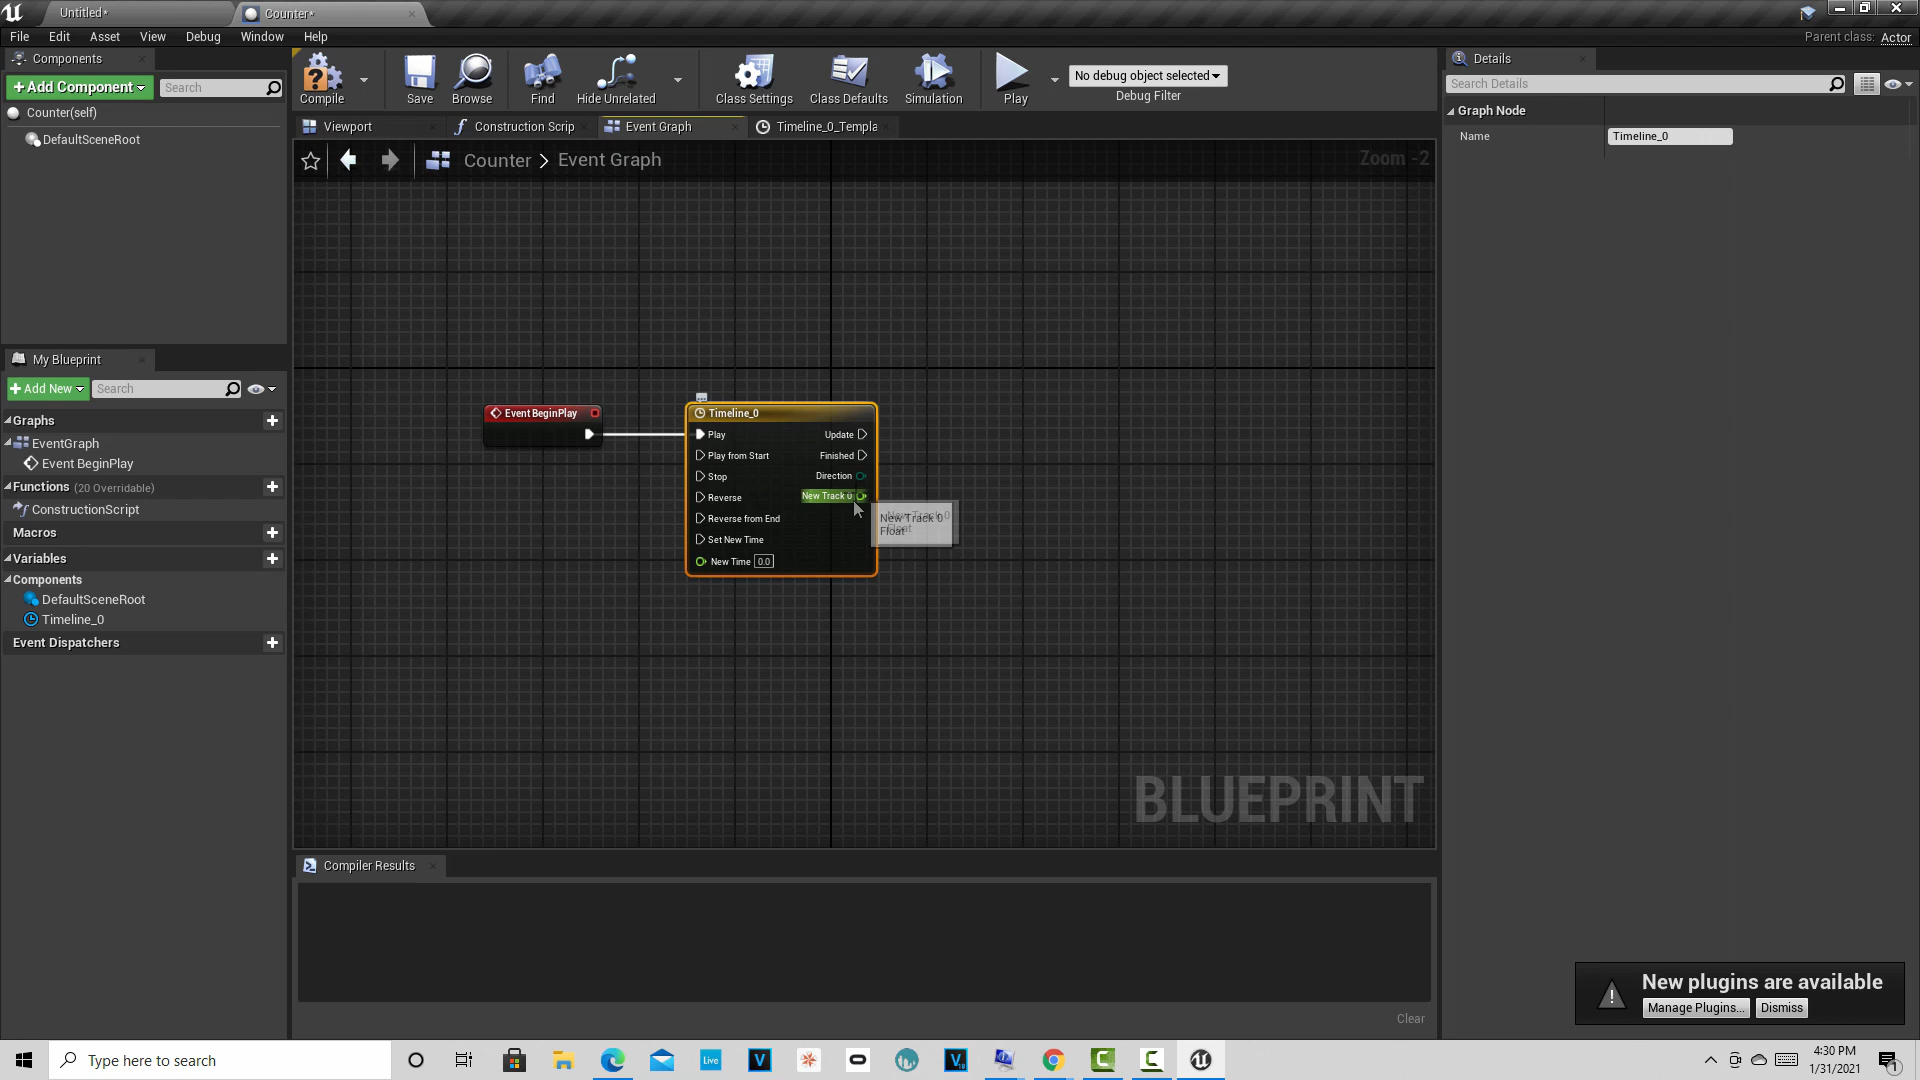 Untitled*
Counter*
File Edit Asset View Debug Window Help
Parent class: Actor
Components
+Add Component
Search
Counter(self)
DefaultSceneRoot
Compile
Save
Browse
Find
Hide Unrelated
Class Settings
Class Defaults
Simulation
Play
No debug object selected
Debug Filter
Details
Search Details
Graph Node
Name
Timeline_0
Viewport
Construction Scrip
Event Graph
Timeline_0_Templa
Counter > Event Graph
Zoom -2
My Blueprint
+Add New
Search
Graphs
EventGraph
Event BeginPlay
Functions (20 Overridable)
ConstructionScript
Macros
Variables
Components
DefaultSceneRoot
Timeline_0
Event Dispatchers
Event BeginPlay
Timeline_0
Play
Update
Play from Start
Finished
Stop
Direction
Reverse
New Track 0
Reverse from End
Set New Time
New Time 0.0
New Track 0
Float
BLUEPRINT
Compiler Results
Clear
New plugins are available
Manage Plugins...
Dismiss
Type here to search
Live
4:30 PM
1/31/2021